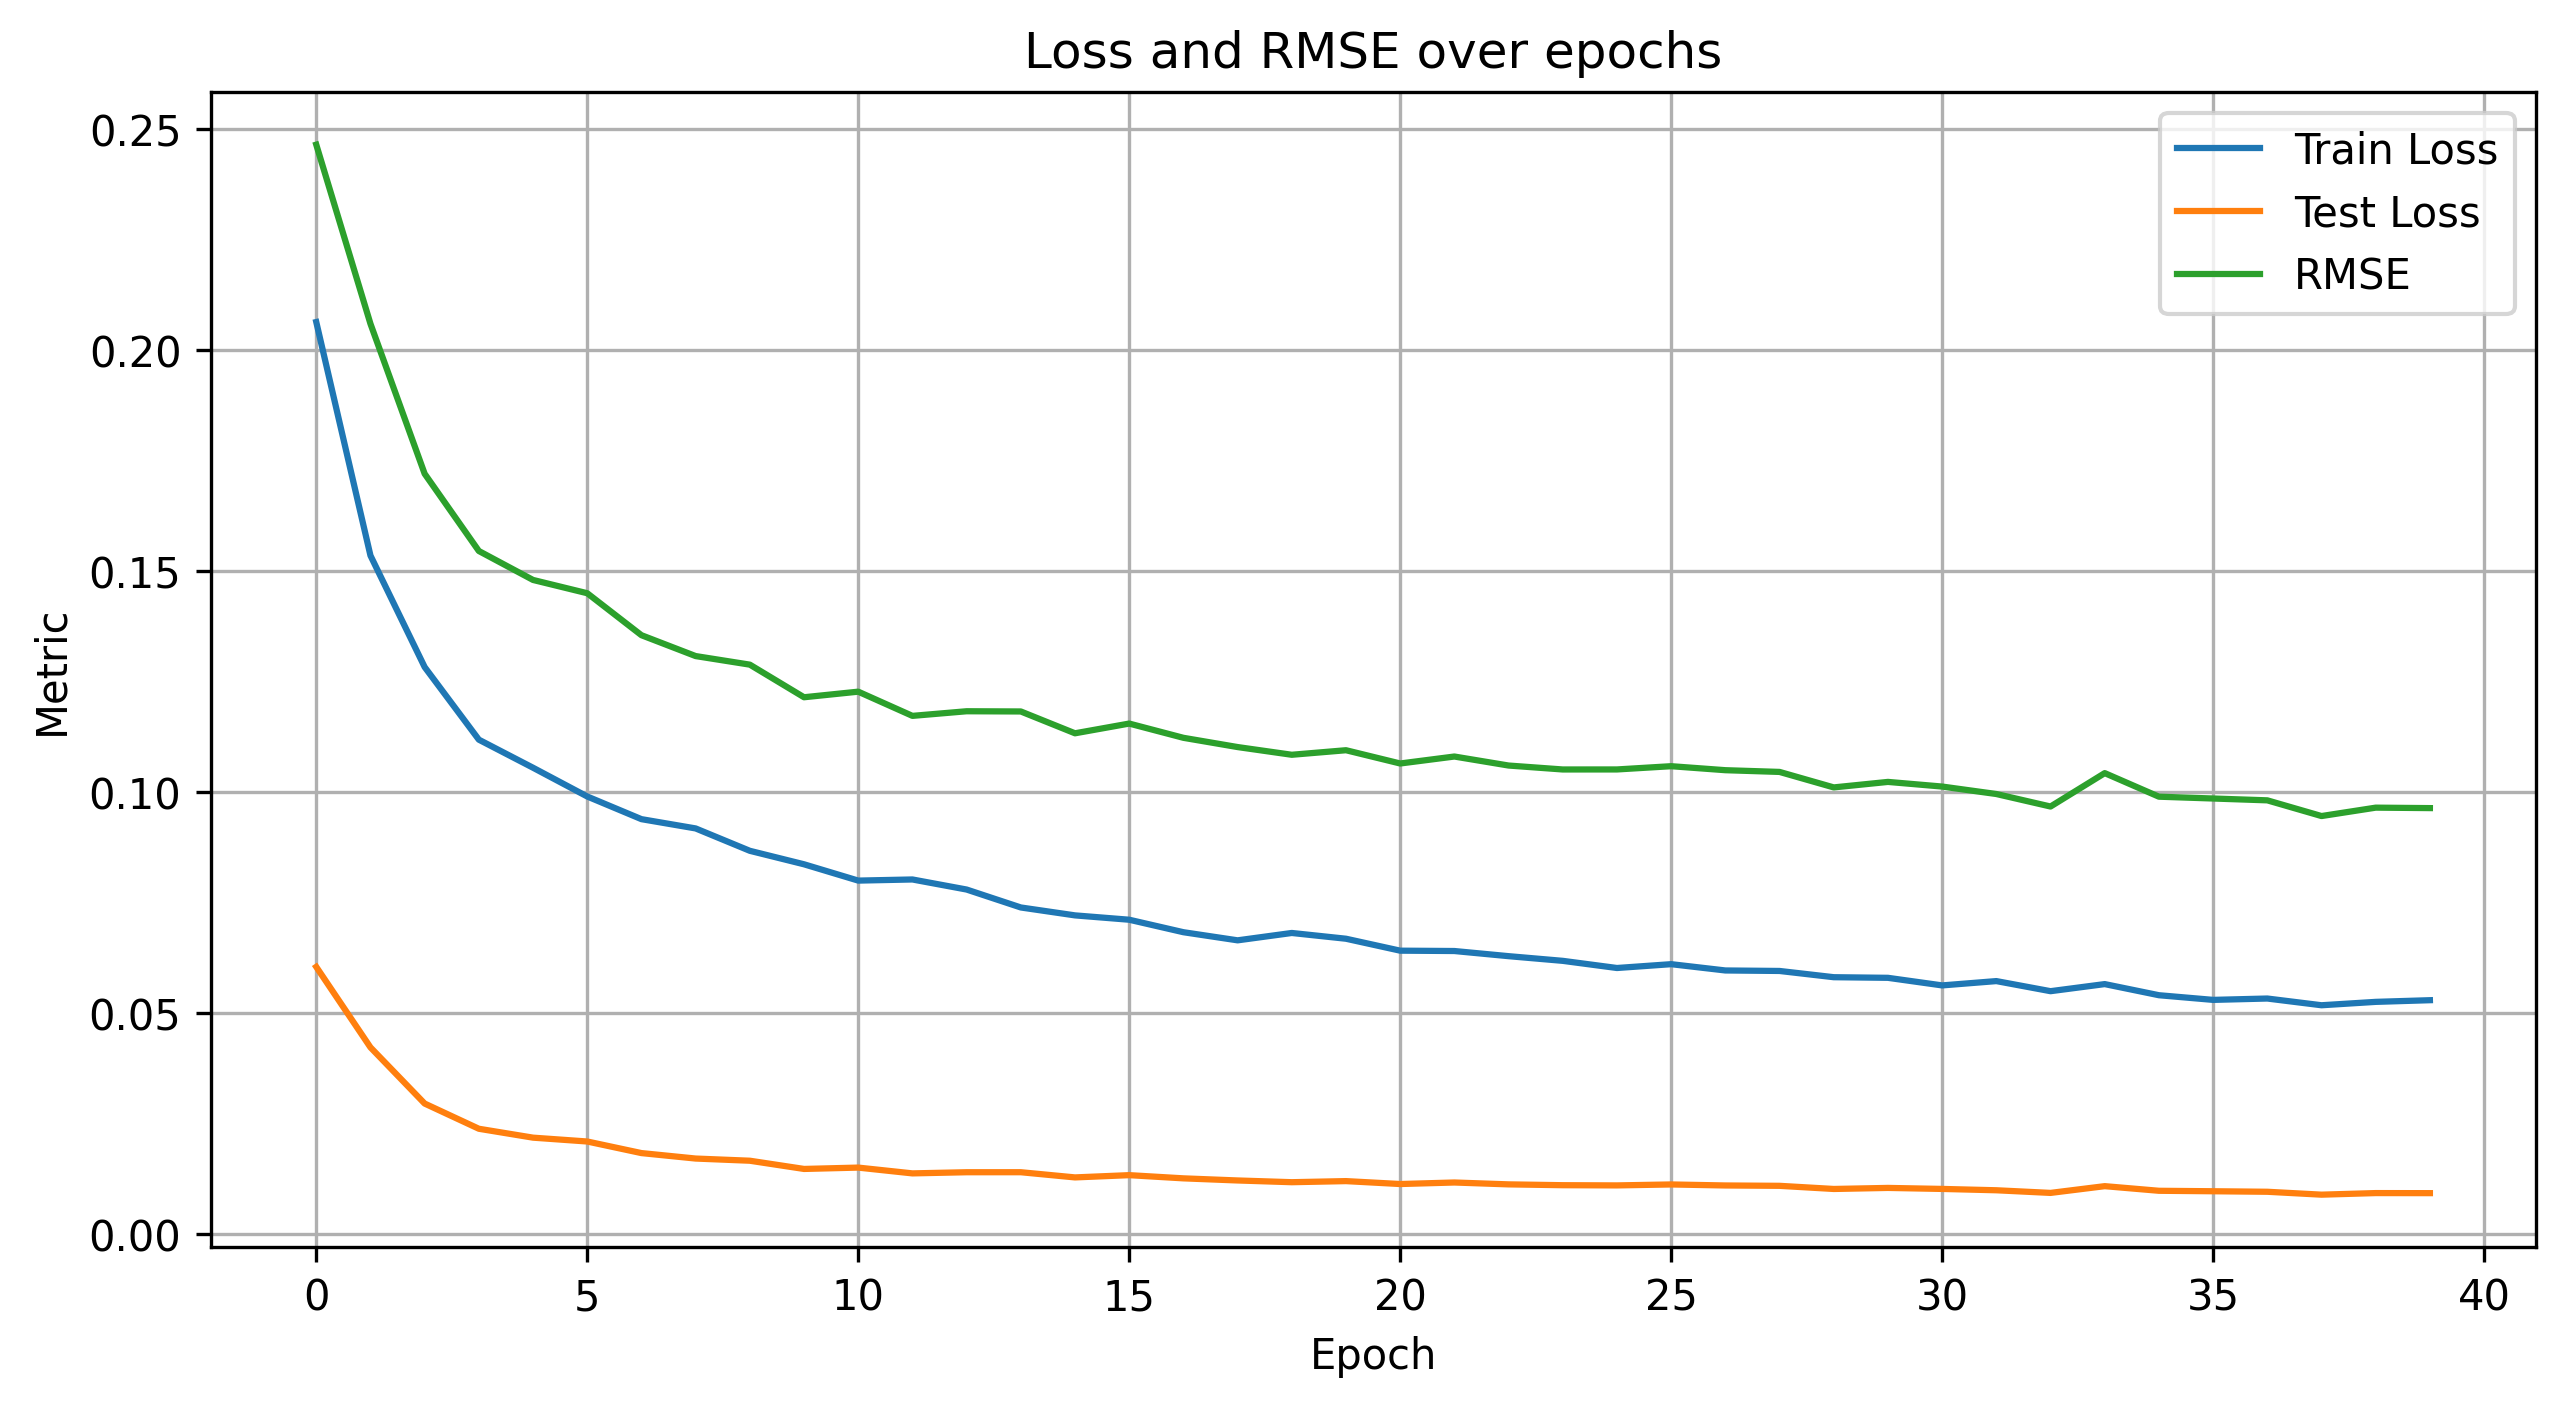 Loss and RMSE over epochs
0.25
0.20
0.15
0.10
0.05
0.00
Metric
Train Loss
Test Loss
RMSE
0 5 10 15 20 25 30 35 40
Epoch